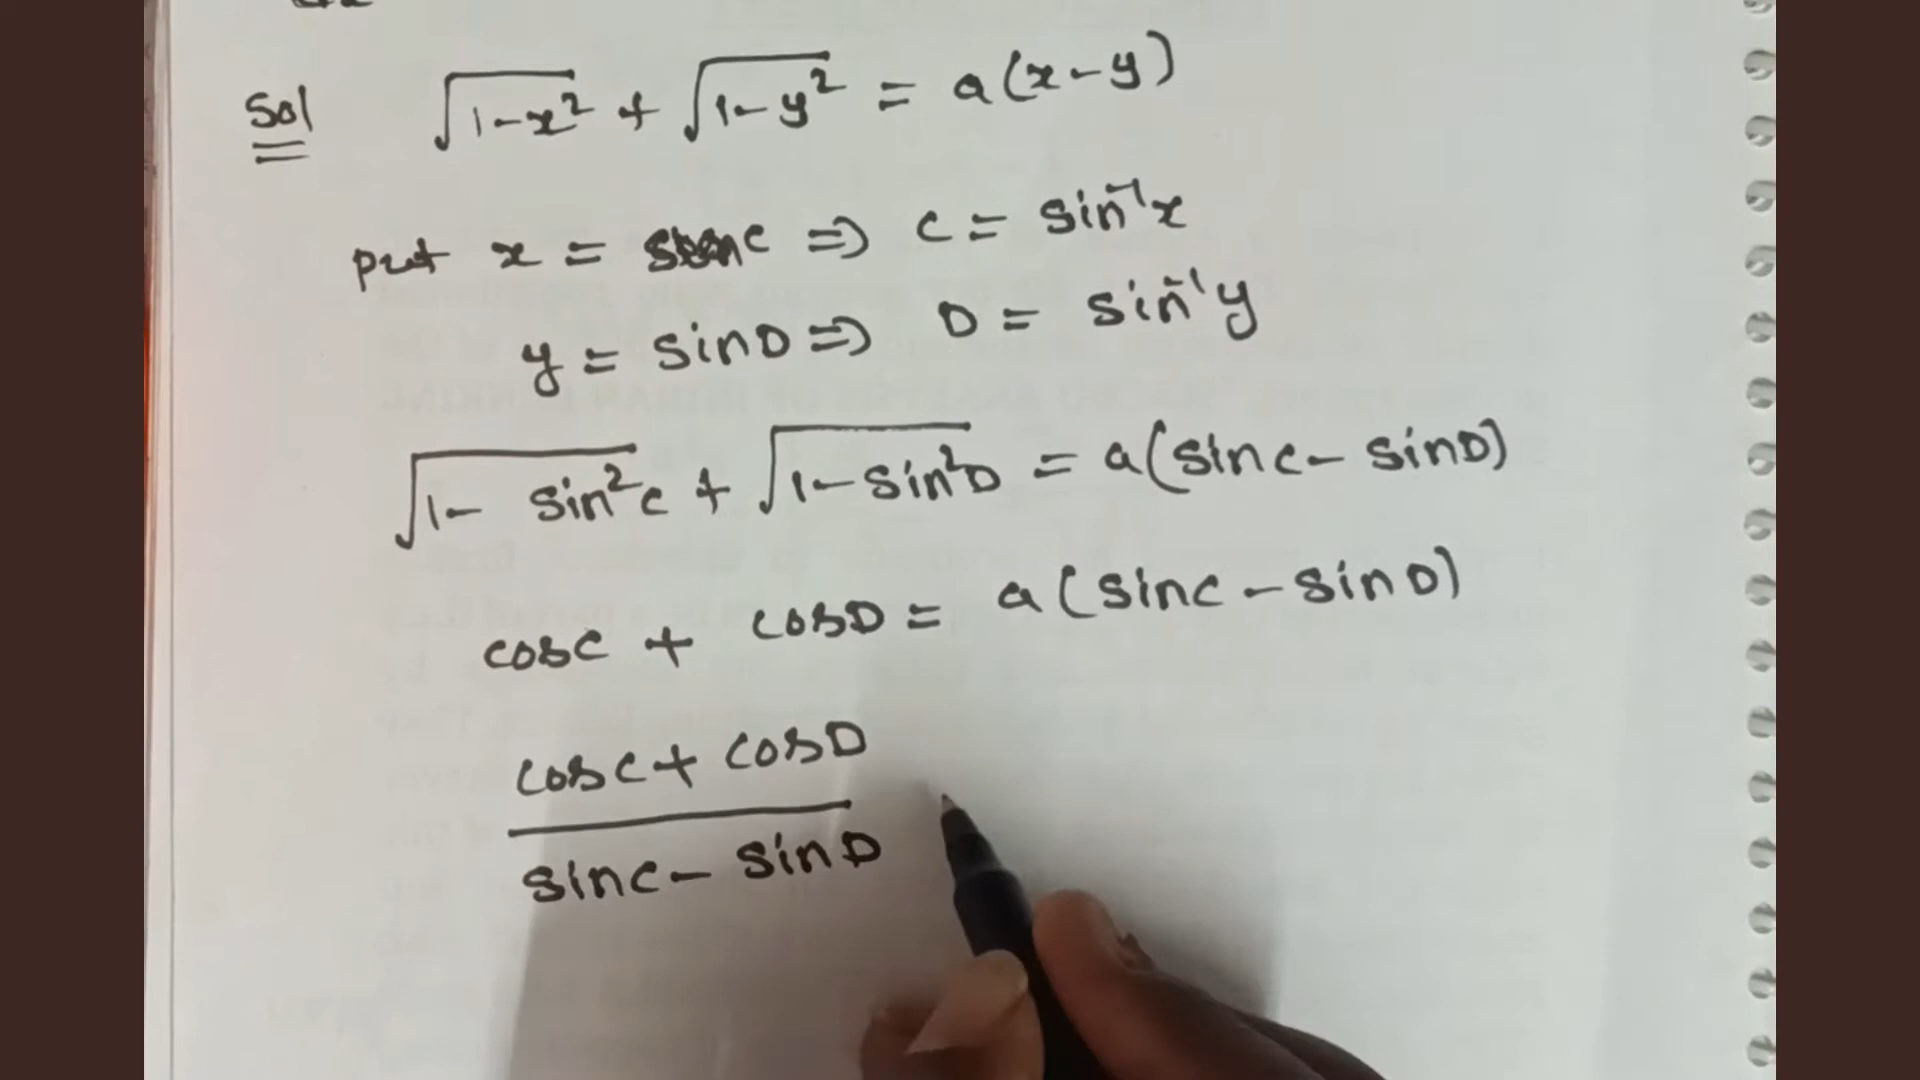 Sol √1-x² + √1-y² = a(x-y)
put x = sinc => c = sin⁻¹x
y = sinD => D = sin⁻¹y
√1- sin²c + √1-sin²D = a(sinc- sinD)
cosc + cosD = a(sinc-sinD)
cosc + cosD
sinc- sinD